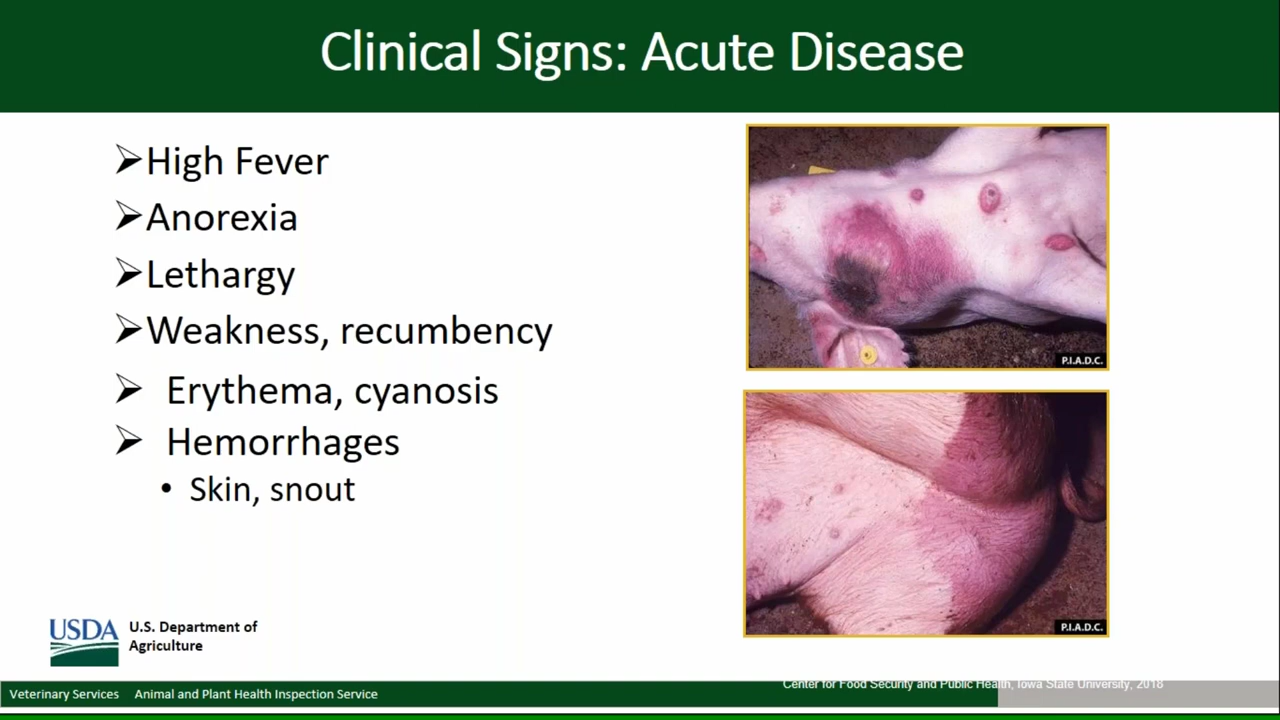 Clinical Signs: Acute Disease
High Fever
Anorexia
Lethargy
Weakness, recumbency
Erythema, cyanosis
Hemorrhages
• Skin, snout
P.I.A.D.C.
P.I.A.D.C.
USDA
U.S. Department of
Agriculture
Veterinary Services Animal and Plant Health Inspection Service
Center for Food Security and Public Health, Iowa State University, 2018